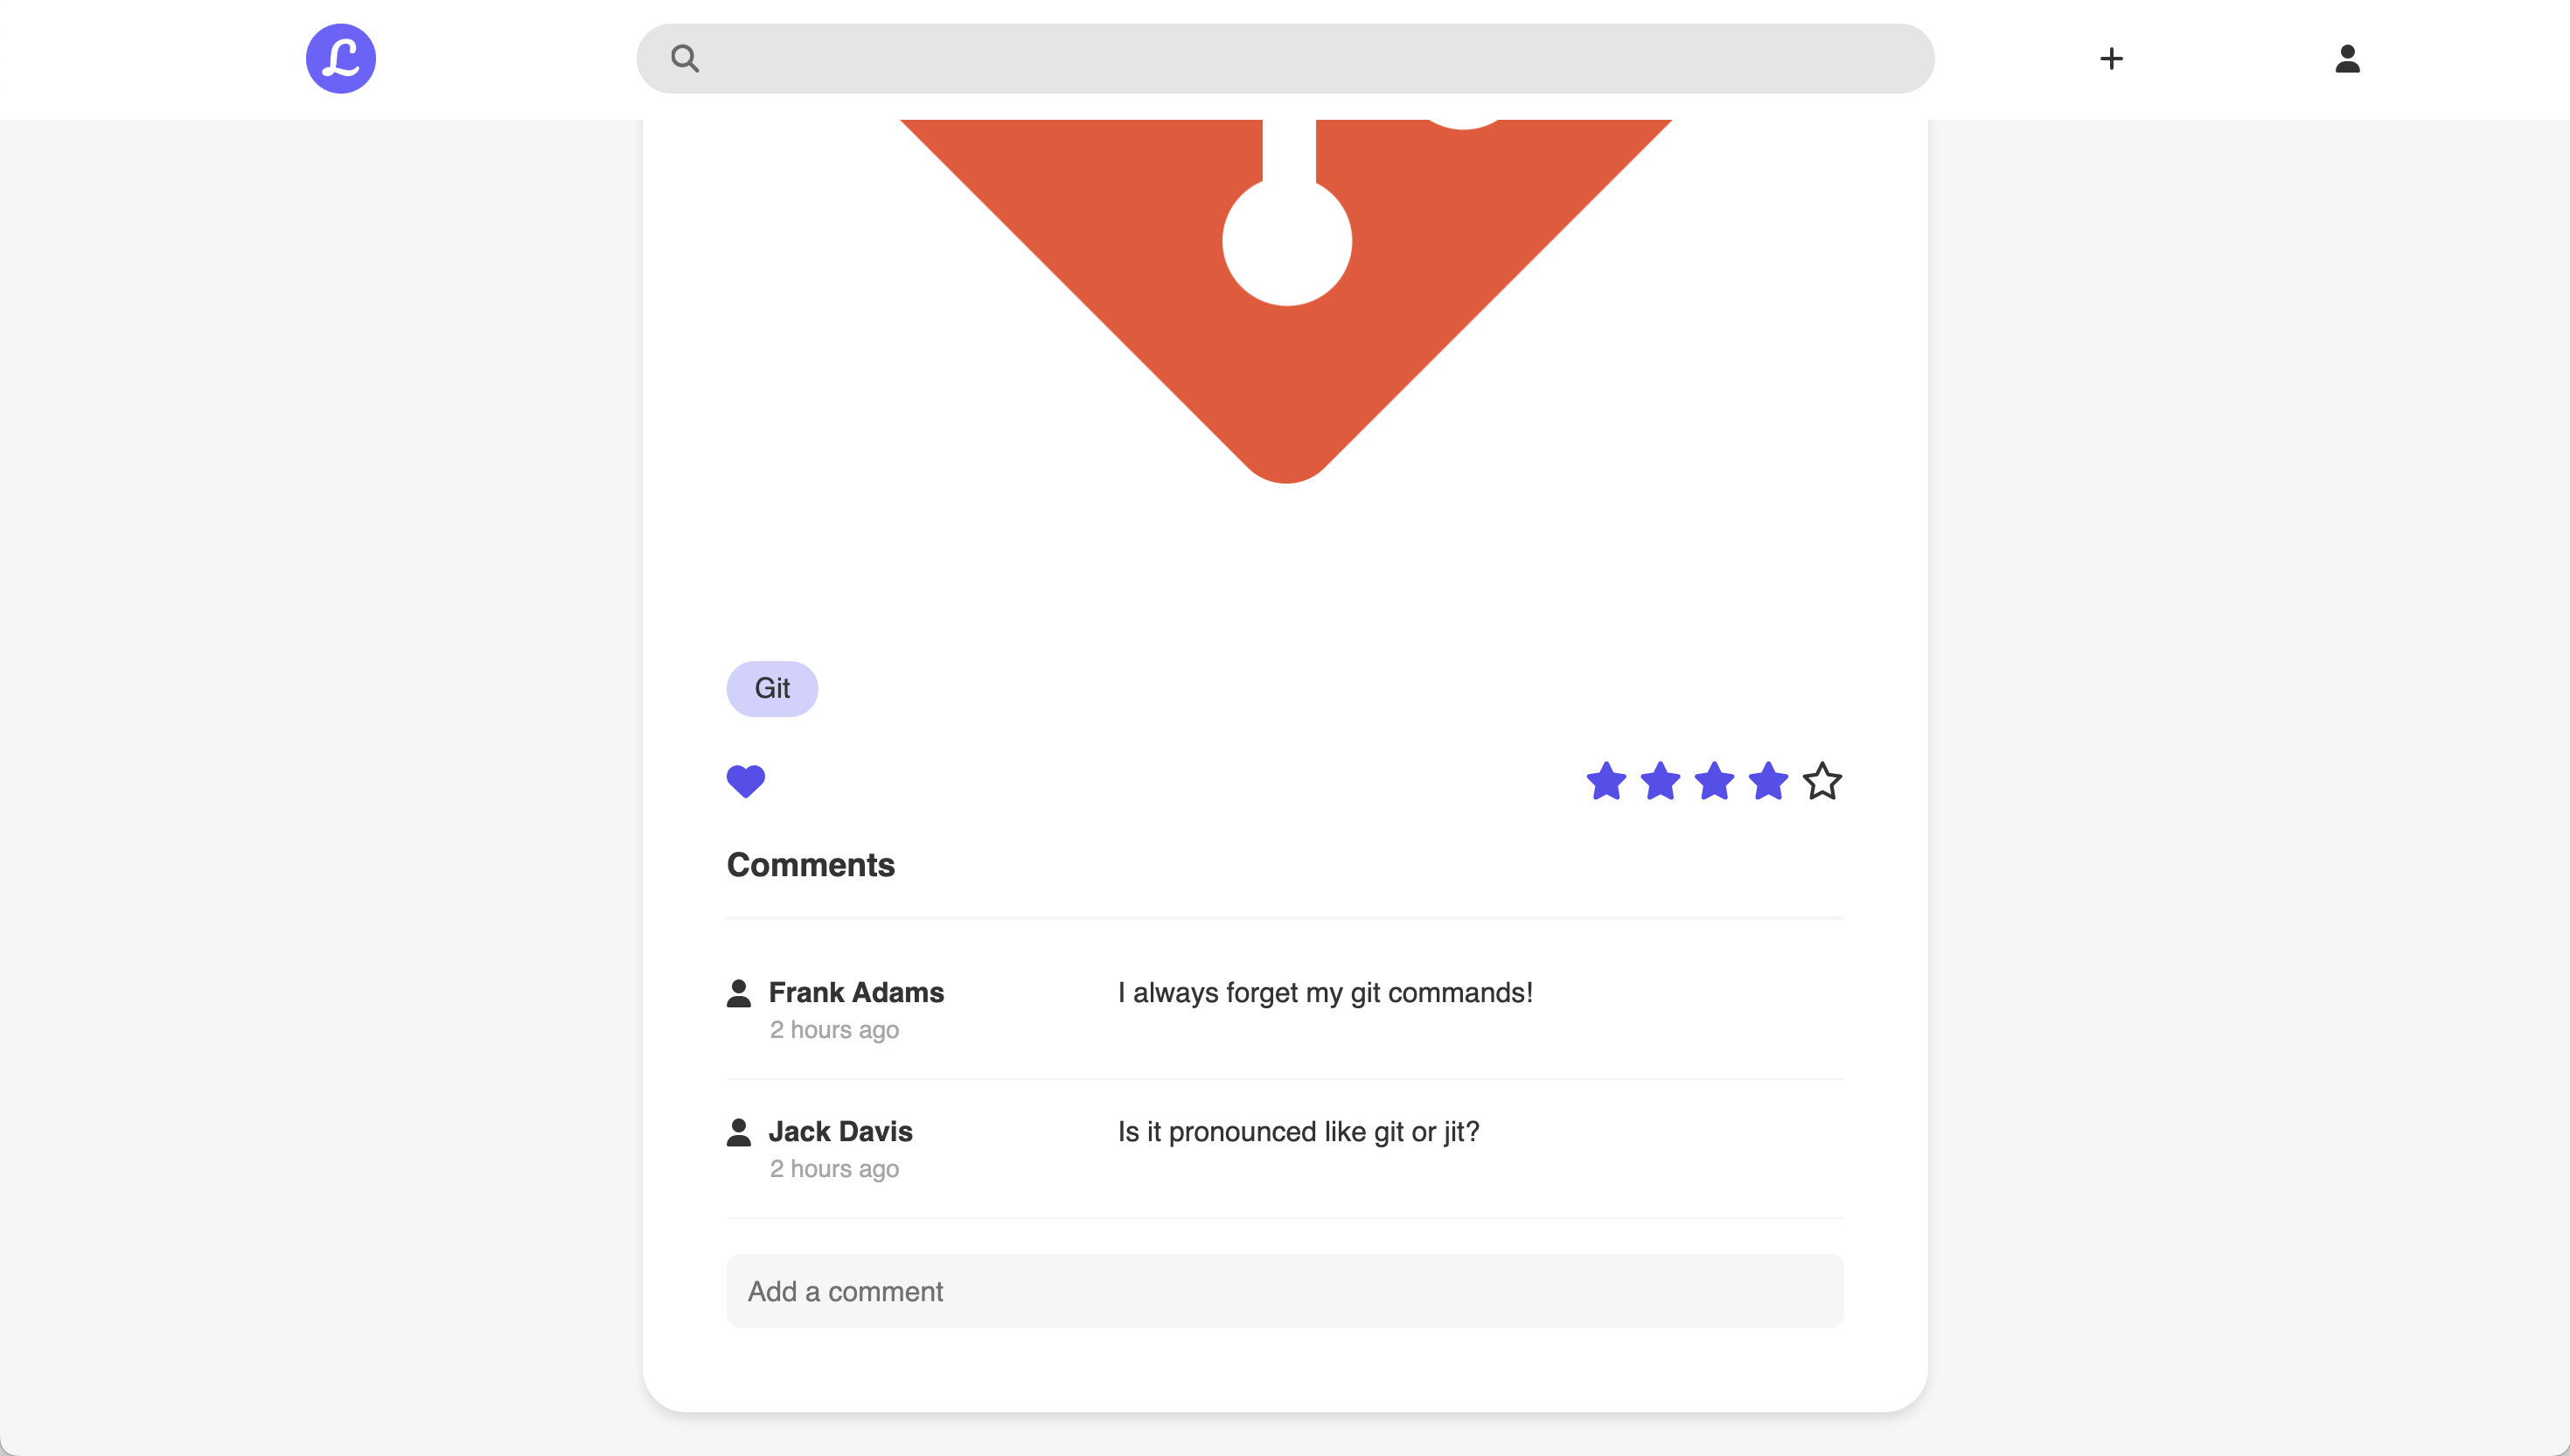 L
Git
Comments
Frank Adams
I always forget my git commands!
2 hours ago
Jack Davis
Is it pronounced like git or jit?
2 hours ago
Add a comment